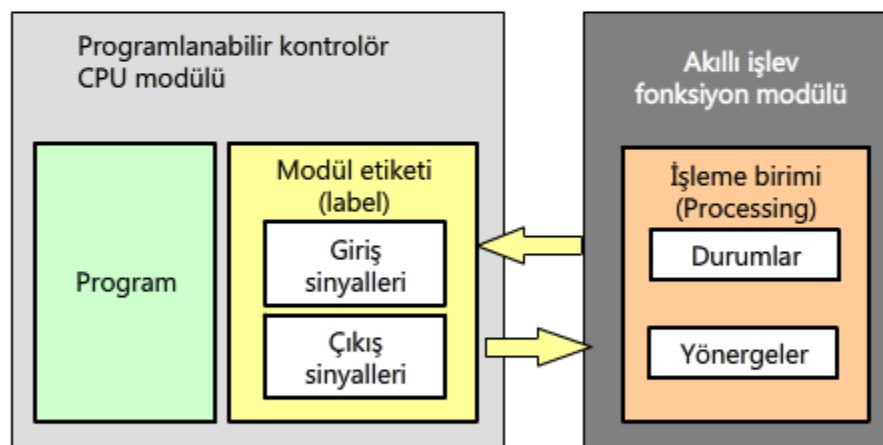 Programlanabilir kontrolör
CPU modülü
Program
Modül etiketi
(label)
Giriş
sinyalleri
Çıkış
sinyalleri
Akıllı işlev
fonksiyon modülü
İşleme birimi
(Processing)
Durumlar
Yönergeler